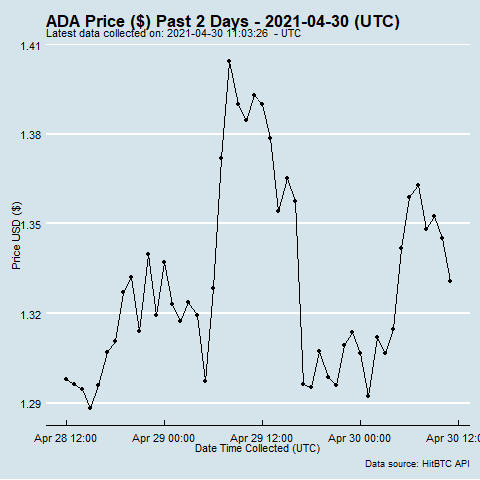 ADA Price ($) Past 2 Days - 2021-04-30 (UTC)
Latest data collected on: 2021-04-30 11:03:26 - UTC
1.41
1.38
1.35
1.32
1.29
Price USD ($)
Apr 28 12:00 Apr 29 00:00 Apr 29 12:00 Apr 30 00:00 Apr 30 12:
Date Time Collected (UTC)
Data source: HitBTC API